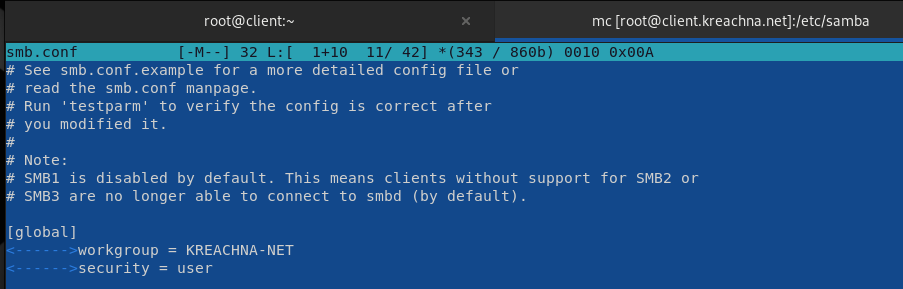 root@client:~ × mc [root@client.kreachna.net]:/etc/samba
smb.conf [-M--] 32 L:[ 1+10 11/ 42] *(343 / 860b) 0010 0x00A
# See smb.conf.example for a more detailed config file or
# read the smb.conf manpage.
# Run 'testparm' to verify the config is correct after
# you modified it.
#
# Note:
# SMB1 is disabled by default. This means clients without support for SMB2 or
# SMB3 are no longer able to connect to smbd (by default).
[global]
<------>workgroup = KREACHNA-NET
<------>security = user